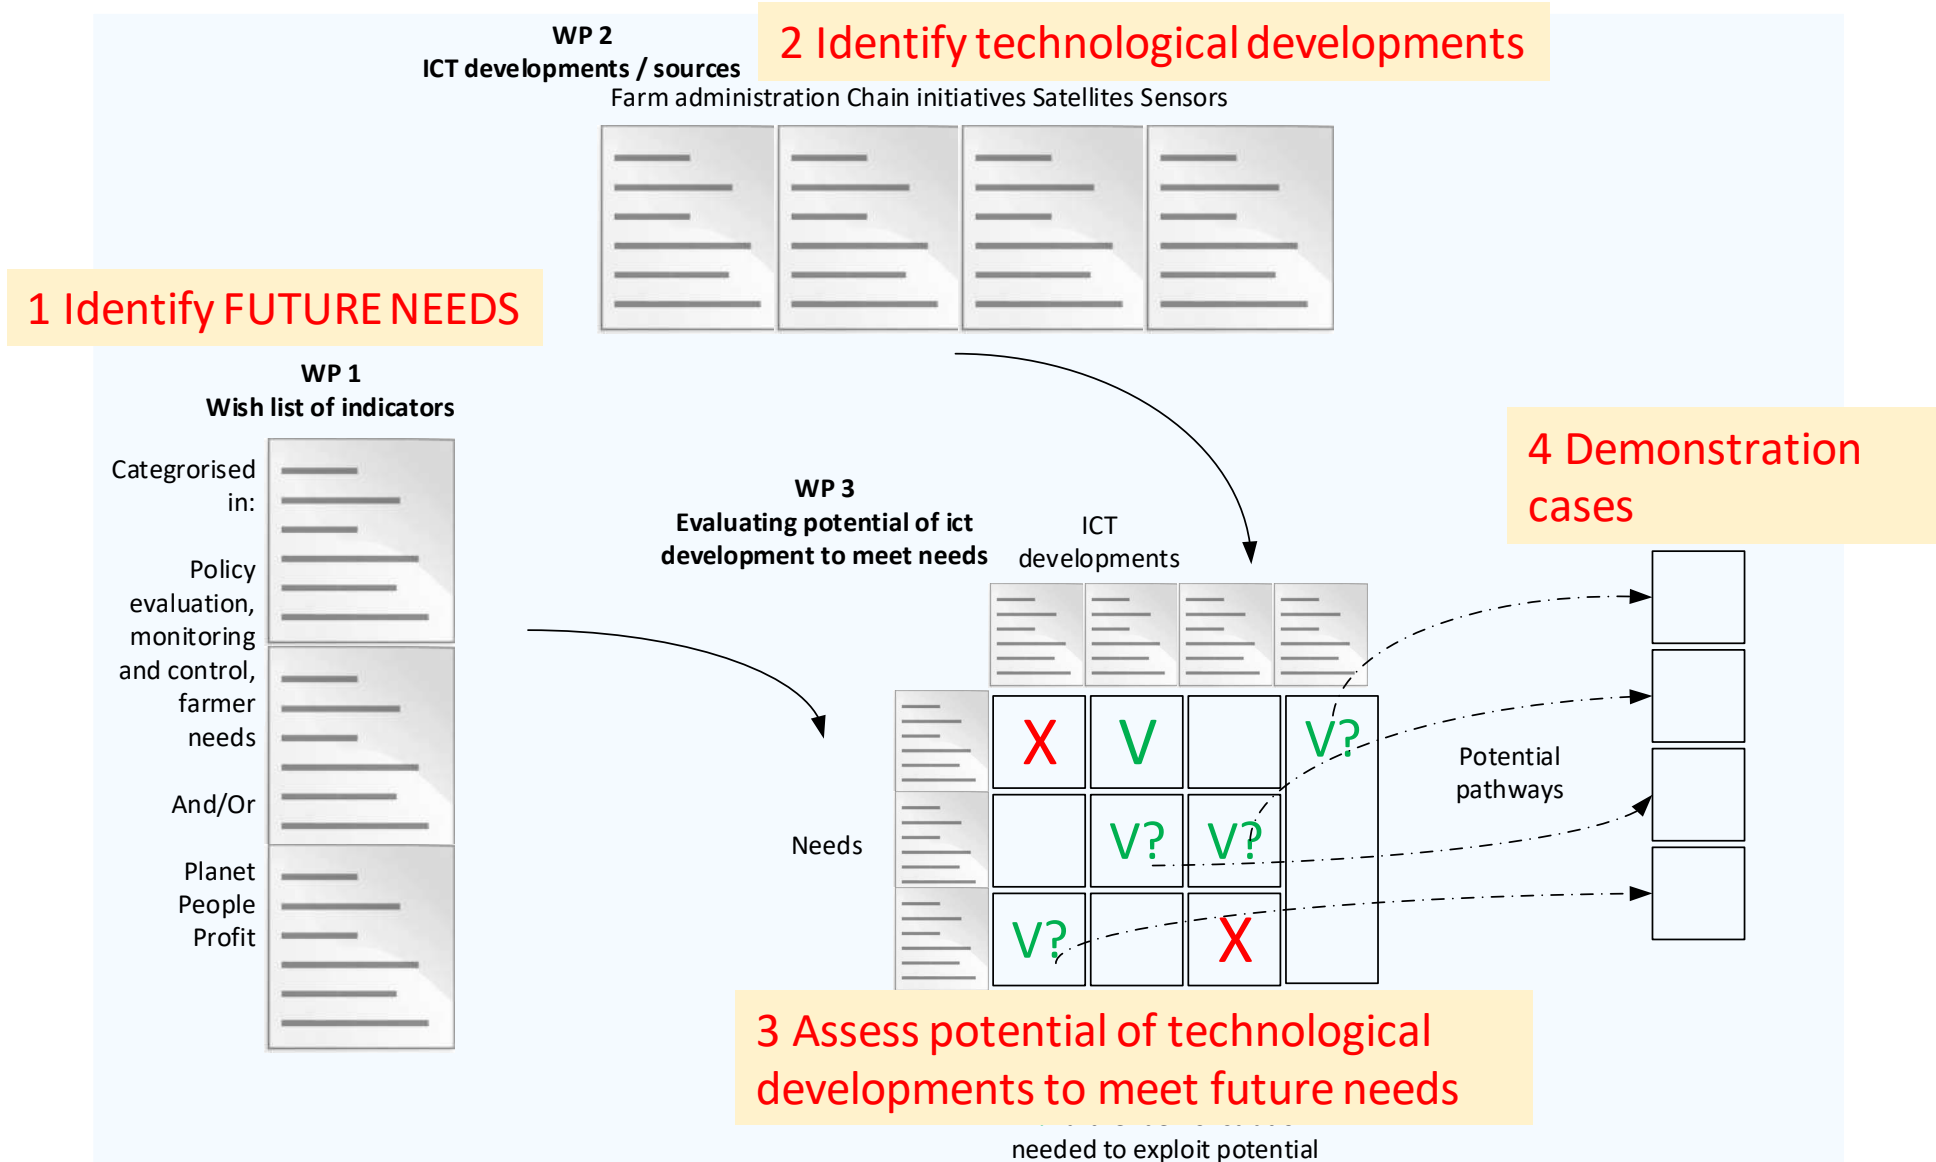 WP 2
ICT developments / sources
2 Identify technological developments
Farm administration Chain initiatives Satellites Sensors
1 Identify FUTURE NEEDS
WP 1
Wish list of indicators
Categrorised
in:
Policy
evaluation,
monitoring
and control,
farmer
needs
And/Or
Planet
People
Profit
WP 3
Evaluating potential of ict
development to meet needs
ICT
developments
4 Demonstration
cases
Needs
X V V?
V? V?
V? X
Potential
pathways
3 Assess potential of technological
developments to meet future needs
needed to exploit potential